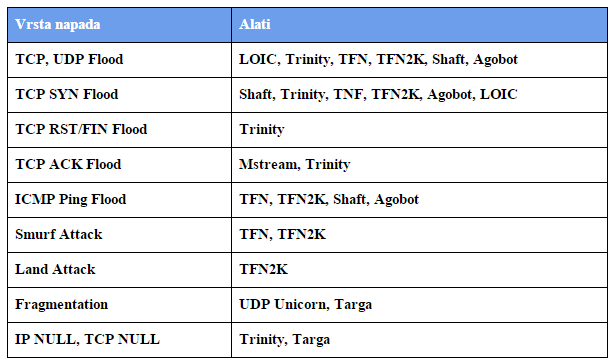 Vrsta napada Alati
TCP, UDP Flood LOIC, Trinity, TFN, TFN2K, Shaft, Agobot
TCP SYN Flood Shaft, Trinity, TNF, TFN2K, Agobot, LOIC
TCP RST/FIN Flood Trinity
TCP ACK Flood Mstream, Trinity
ICMP Ping Flood TFN, TFN2K, Shaft, Agobot
Smurf Attack TFN, TFN2K
Land Attack TFN2K
Fragmentation UDP Unicorn, Targa
IP NULL, TCP NULL Trinity, Targa